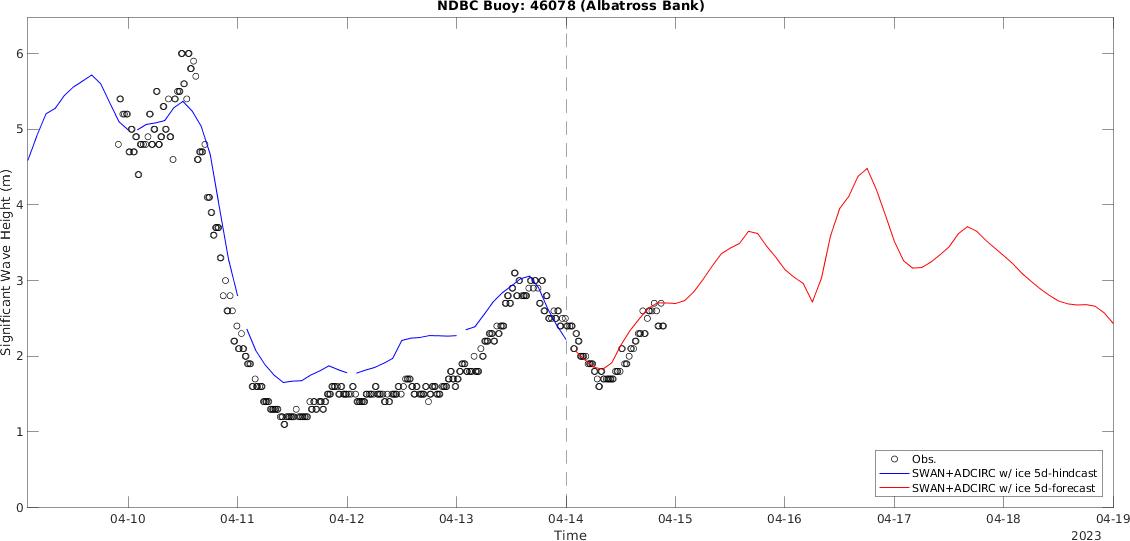 NDBC Buoy: 46078 (Albatross Bank)
Significant Wave Height (m)
6
5
4
3
2
1
0
Obs.
SWAN+ADCIRC w/ ice 5d-hindcast
SWAN+ADCIRC w/ ice 5d-forecast
04-10 04-11 04-12 04-13 04-14 04-15 04-16 04-17 04-18 04-19
Time
2023